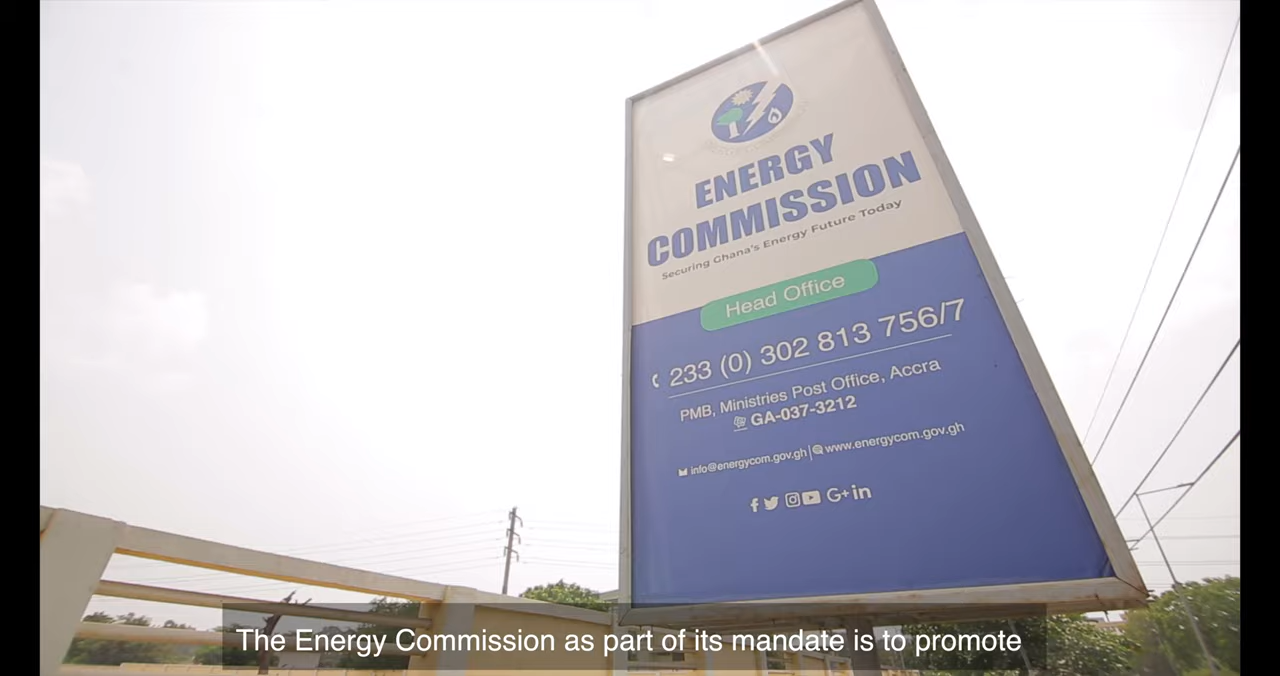 ENERGY
COMMISSION
Securing Ghana's Energy Future Today
Head Office
233 (0) 302 813 756/7
PMB, Ministries Post Office, Accra
GA-037-3212
info@energycom.gov.gh | www.energycom.gov.gh
The Energy Commission as part of its mandate is to promote